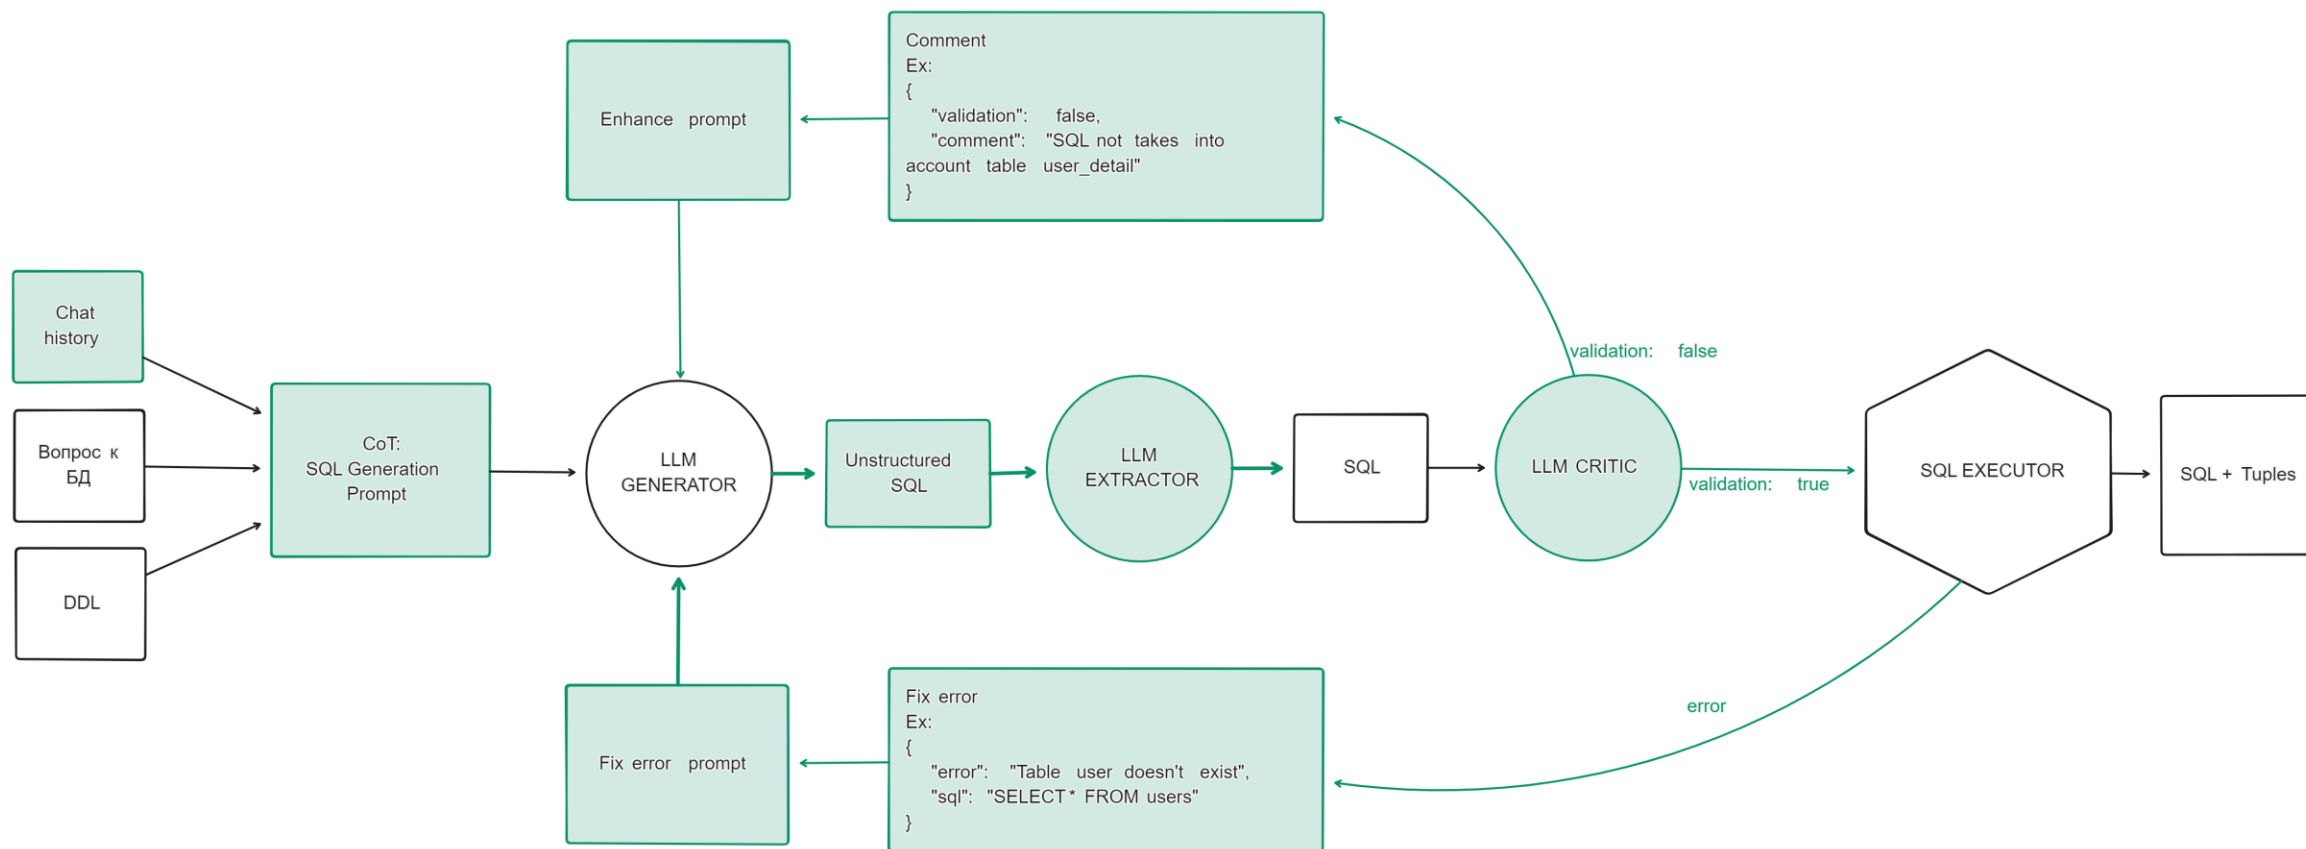 Comment
Ex:
{
"validation": false,
"comment": "SQL not takes into
account table user_detail"
}
Enhance prompt
Chat
history
Вопрос к
БД
DDL
CoT:
SQL Generation
Prompt
LLM
GENERATOR
Unstructured
SQL
LLM
EXTRACTOR
SQL
LLM CRITIC
validation: false
validation: true
SQL EXECUTOR
SQL + Tuples
error
Fix error
Ex:
{
"error": "Table user doesn't exist",
"sql": "SELECT * FROM users"
}
Fix error prompt